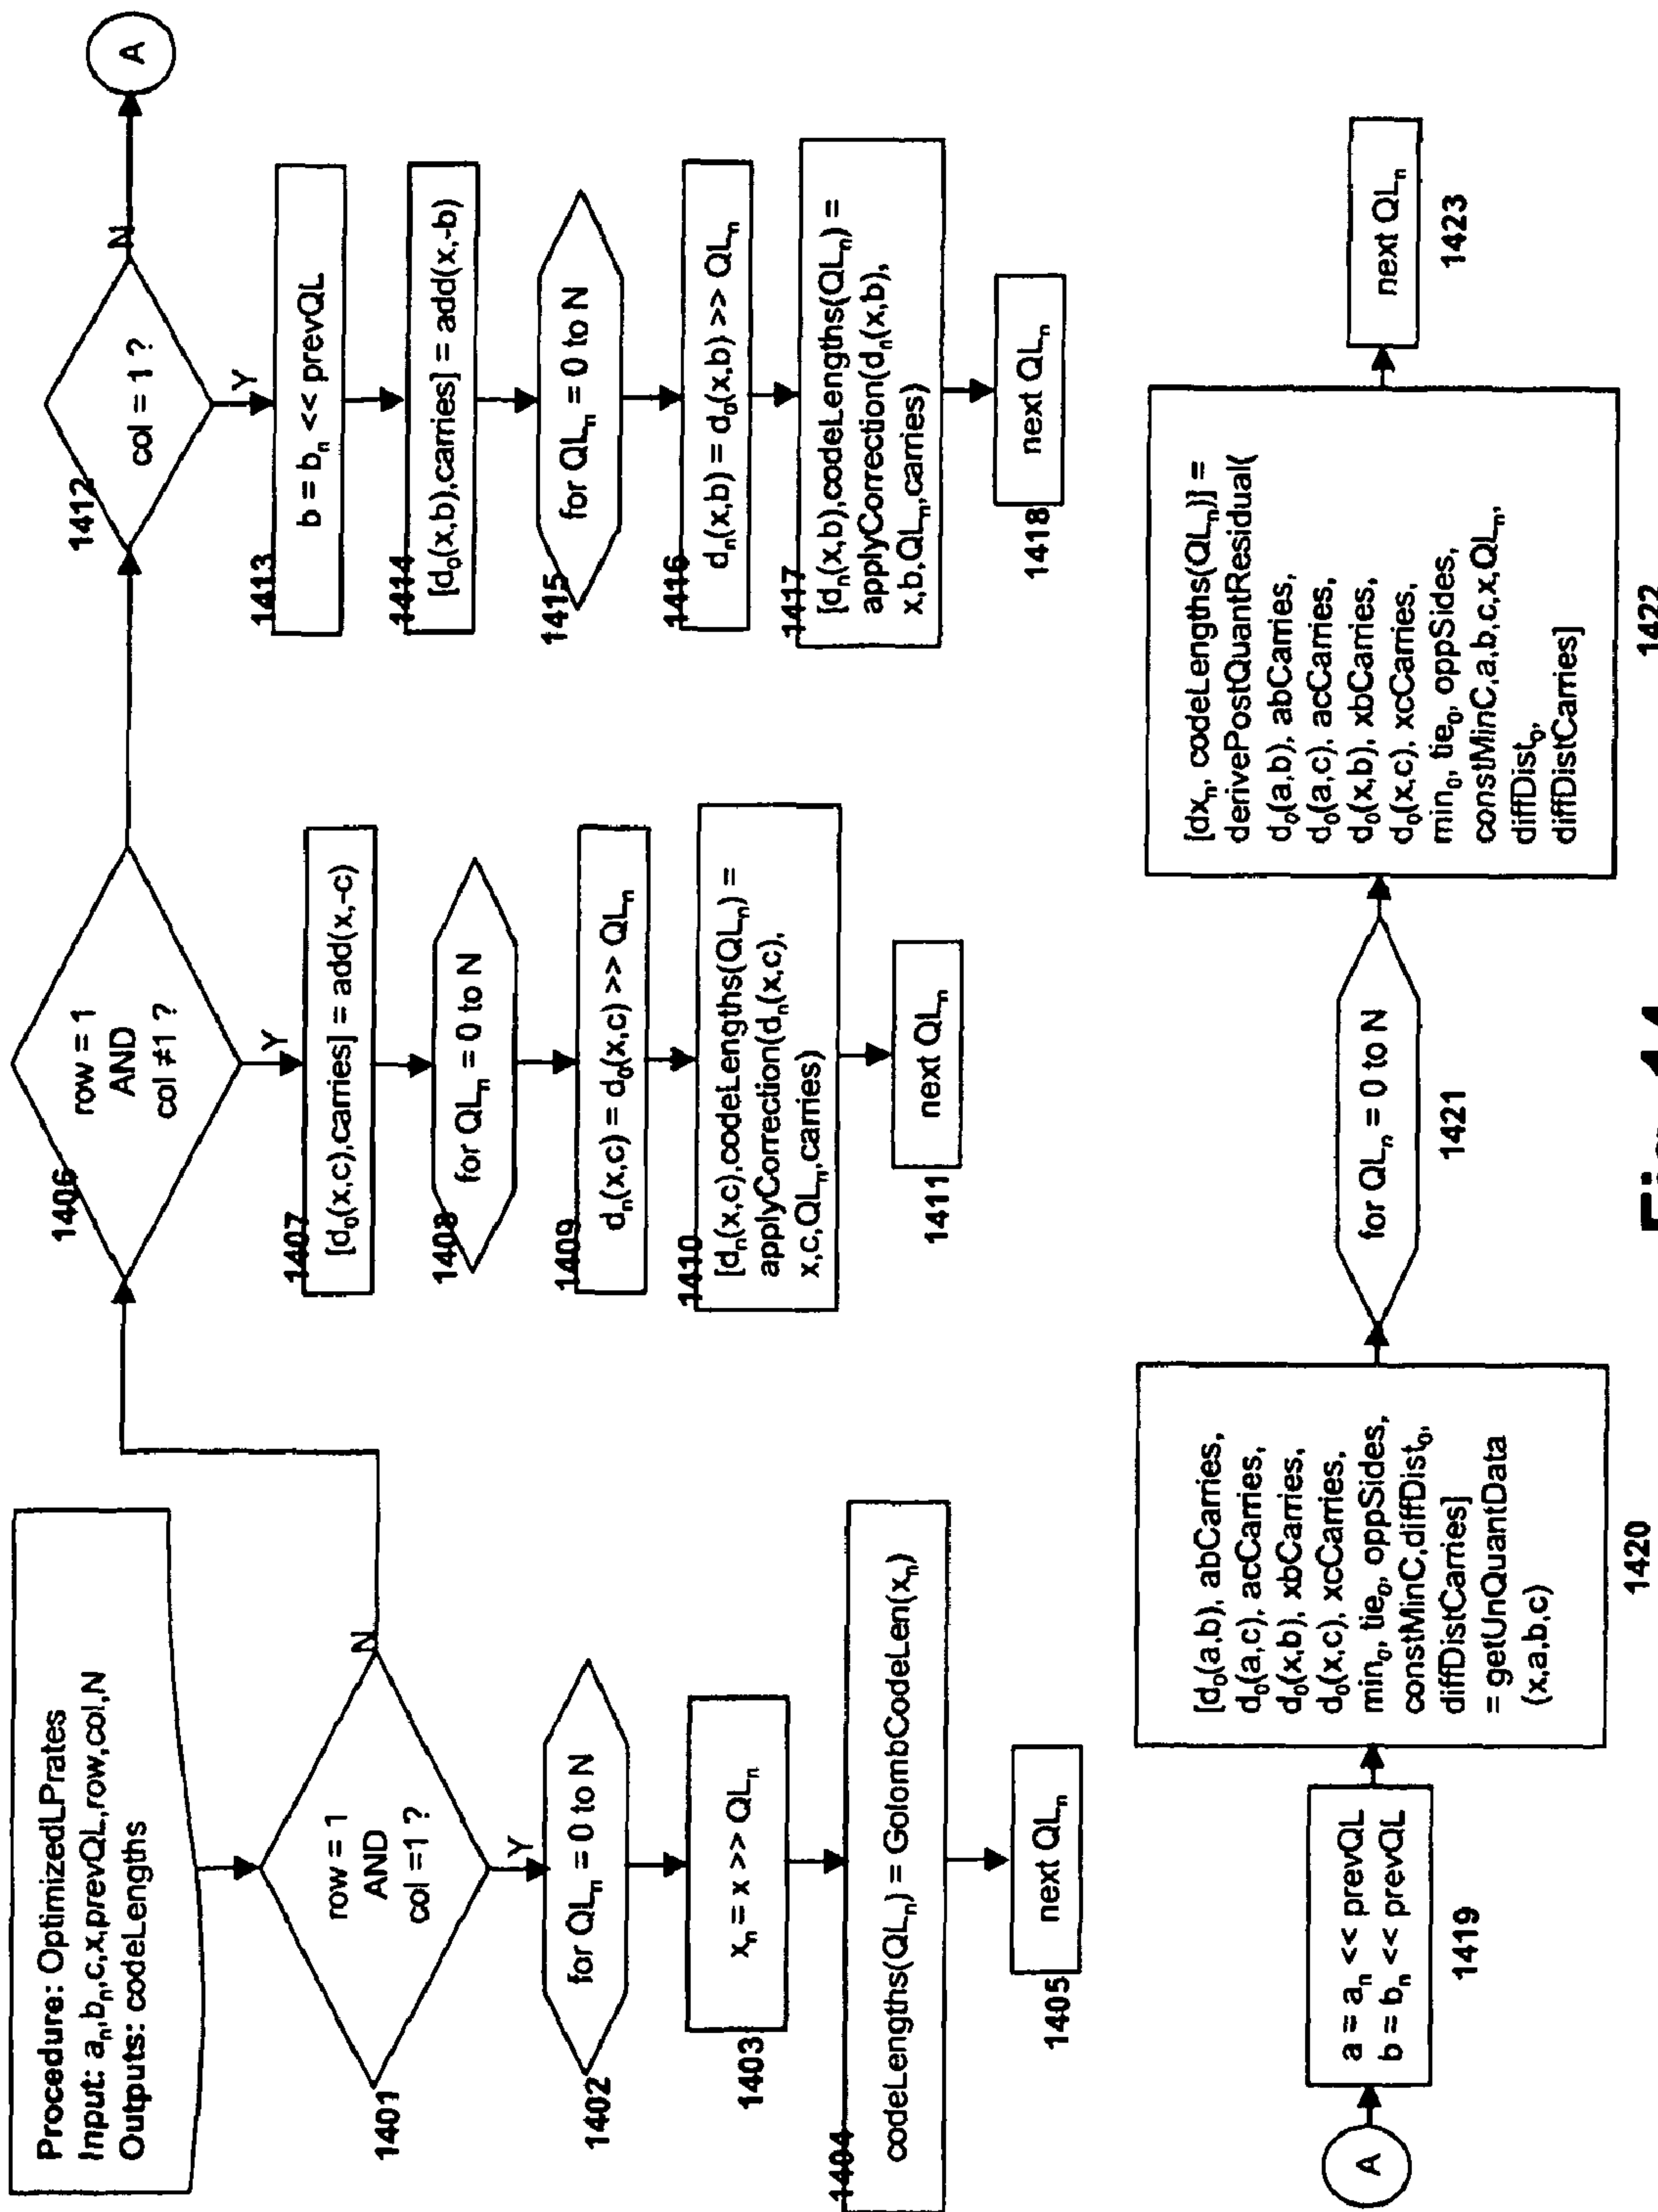 Procedure: OptimizedLPrates
Input: aₙ,bₙ,c,x,prevQL,row,col,N
Outputs: codeLengths
1401
row = 1
AND
col =1 ?
N
Y
1402
for QLₙ = 0 to N
1403
xₙ = x >> QLₙ
1404
codeLengths(QLₙ) = GolombCodeLen(xₙ)
1405
next QLₙ
1406
row = 1
AND
col ≠1 ?
Y
1407
[d₀(x,c),carries] = add(x,-c)
1408
for QLₙ = 0 to N
1409
dₙ(x,c) = d₀(x,c) >> QLₙ
1410
[dₙ(x,c),codeLengths(QLₙ) =
applyCorrection(dₙ(x,c),
x,c,QLₙ,carries)
1411
next QLₙ
1412
col = 1 ?
N
A
Y
1413
b = bₙ << prevQL
1414
[d₀(x,b),carries] = add(x,-b)
1415
for QLₙ = 0 to N
1416
dₙ(x,b) = d₀(x,b) >> QLₙ
1417
[dₙ(x,b),codeLengths(QLₙ) =
applyCorrection(dₙ(x,b),
x,b,QLₙ,carries)
1418
next QLₙ
A
a = aₙ << prevQL
b = bₙ << prevQL
1419
[d₀(a,b), abCarries,
d₀(a,c), acCarries,
d₀(x,b), xbCarries,
d₀(x,c), xcCarries,
min₀, tie₀, oppSides,
constMinC,diffDist₀,
diffDistCarries]
= getUnQuantData
(x,a,b,c)
1420
for QLₙ = 0 to N
1421
[dxₙ, codeLengths(QLₙ)] =
derivePostQuantResidual(
d₀(a,b), abCarries,
d₀(a,c), acCarries,
d₀(x,b), xbCarries,
d₀(x,c), xcCarries,
min₀, tie₀, oppSides,
constMinC,a,b,c,x,QLₙ,
diffDist₀,
diffDistCarries]
1422
next QLₙ
1423